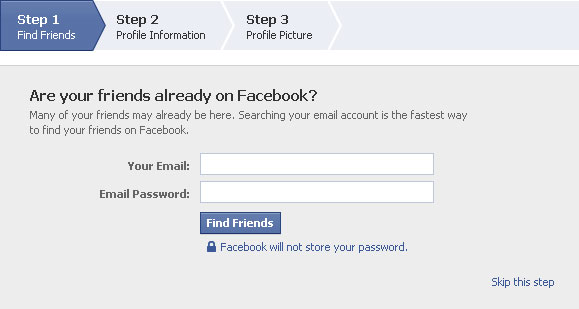 Step 1
Find Friends
Step 2
Profile Information
Step 3
Profile Picture
Are your friends already on Facebook?
Many of your friends may already be here. Searching your email account is the fastest way
to find your friends on Facebook.
Your Email:
Email Password:
Find Friends
Facebook will not store your password.
Skip this step